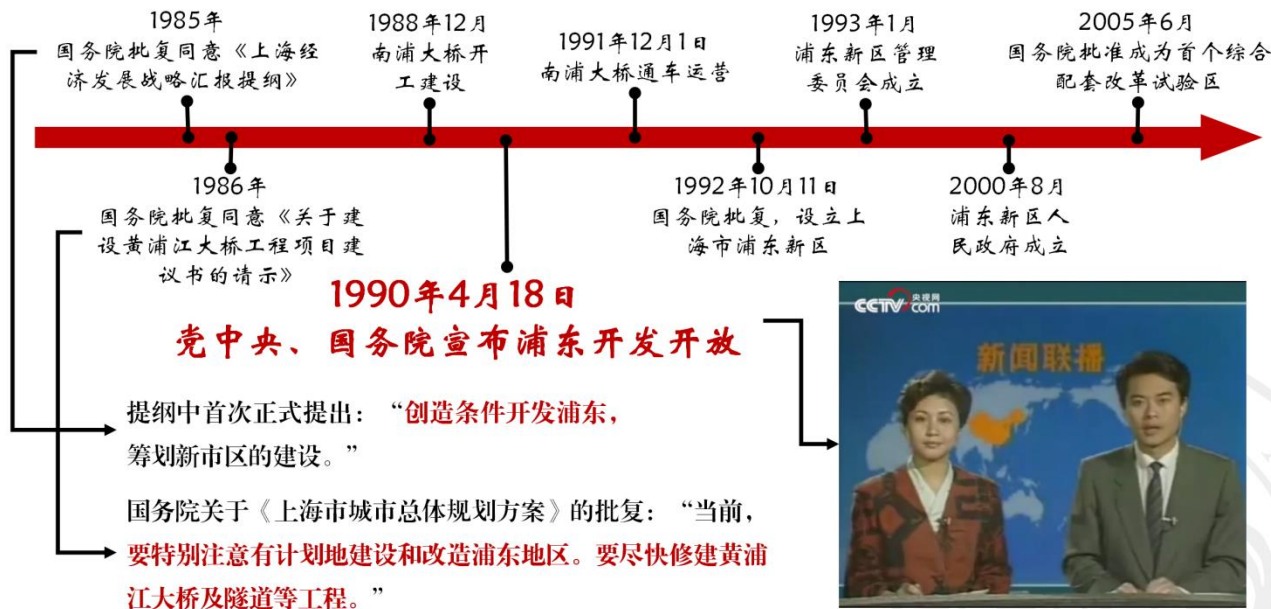 1985年
国务院批复同意《上海经
济发展战略汇报提纲》
1988年12月
南浦大桥开
工建设
1991年12月1日
南浦大桥通车运营
1993年1月
浦东新区管理
委员会成立
2005年6月
国务院批准成为首个综合
配套改革试验区
1986年
国务院批复同意《关于建
设黄浦江大桥工程项目建
议书的请示》
1992年10月11日
国务院批复，设立上
海市浦东新区
2000年8月
浦东新区人
民政府成立
1990年4月18日
党中央、国务院宣布浦东开发开放
提纲中首次正式提出：“创造条件开发浦东，
筹划新市区的建设。”
国务院关于《上海市城市总体规划方案》的批复：“当前，
要特别注意有计划地建设和改造浦东地区。要尽快修建黄浦
江大桥及隧道等工程。”
CCTV.com 央视网
新闻联播